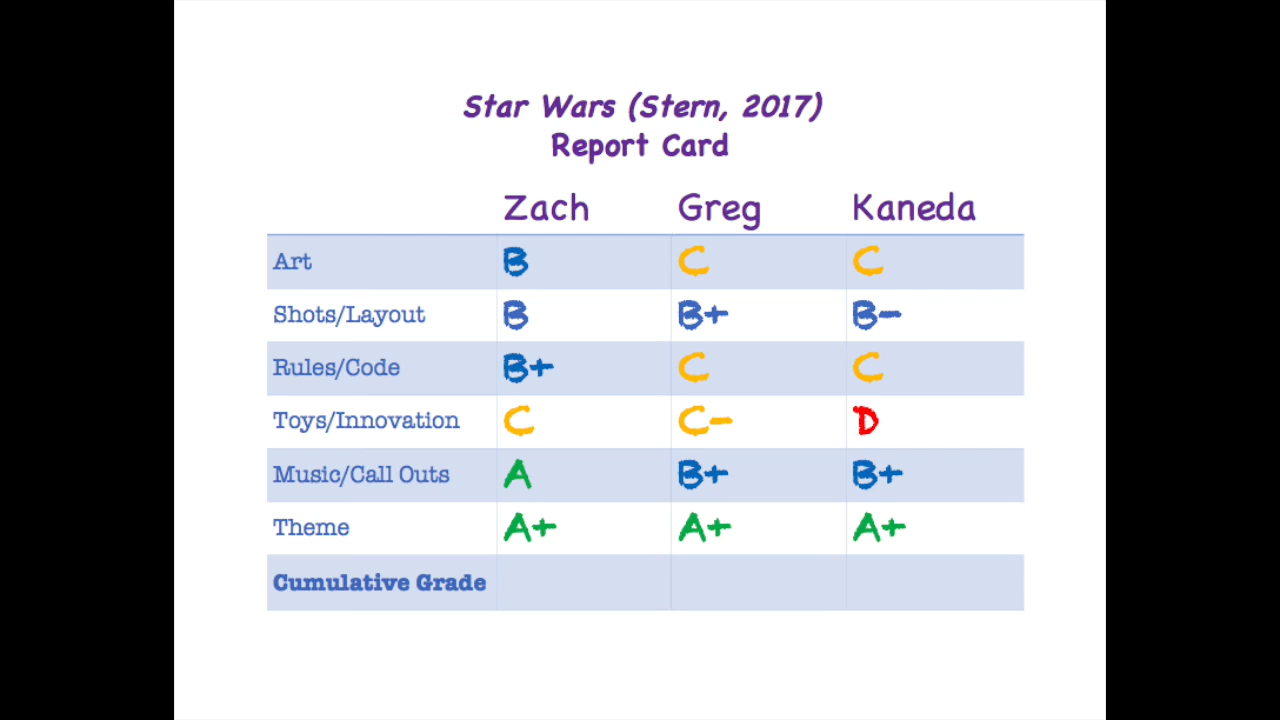 Star Wars (Stern, 2017)
Report Card
Zach Greg Kaneda
Art B C C
Shots/Layout B B+ B-
Rules/Code B+ C C
Toys/Innovation C C- D
Music/Call Outs A B+ B+
Theme A+ A+ A+
Cumulative Grade